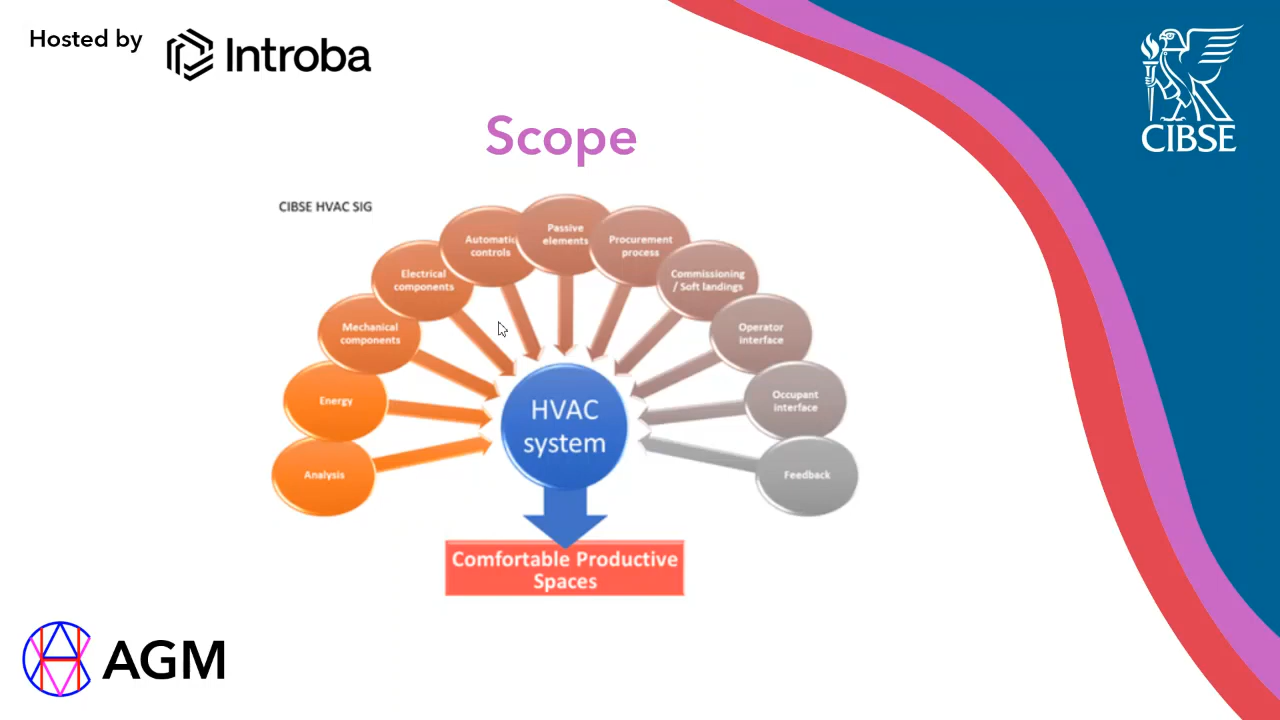 Hosted by
Introba
CIBSE
Scope
CIBSE HVAC SIG
Passive
elements
Automatic
controls
Procurement
process
Electrical
components
Commissioning
/ Soft landings
Mechanical
components
Operator
interface
Energy
Occupant
interface
Analysis
Feedback
HVAC
system
Comfortable Productive
Spaces
AGM